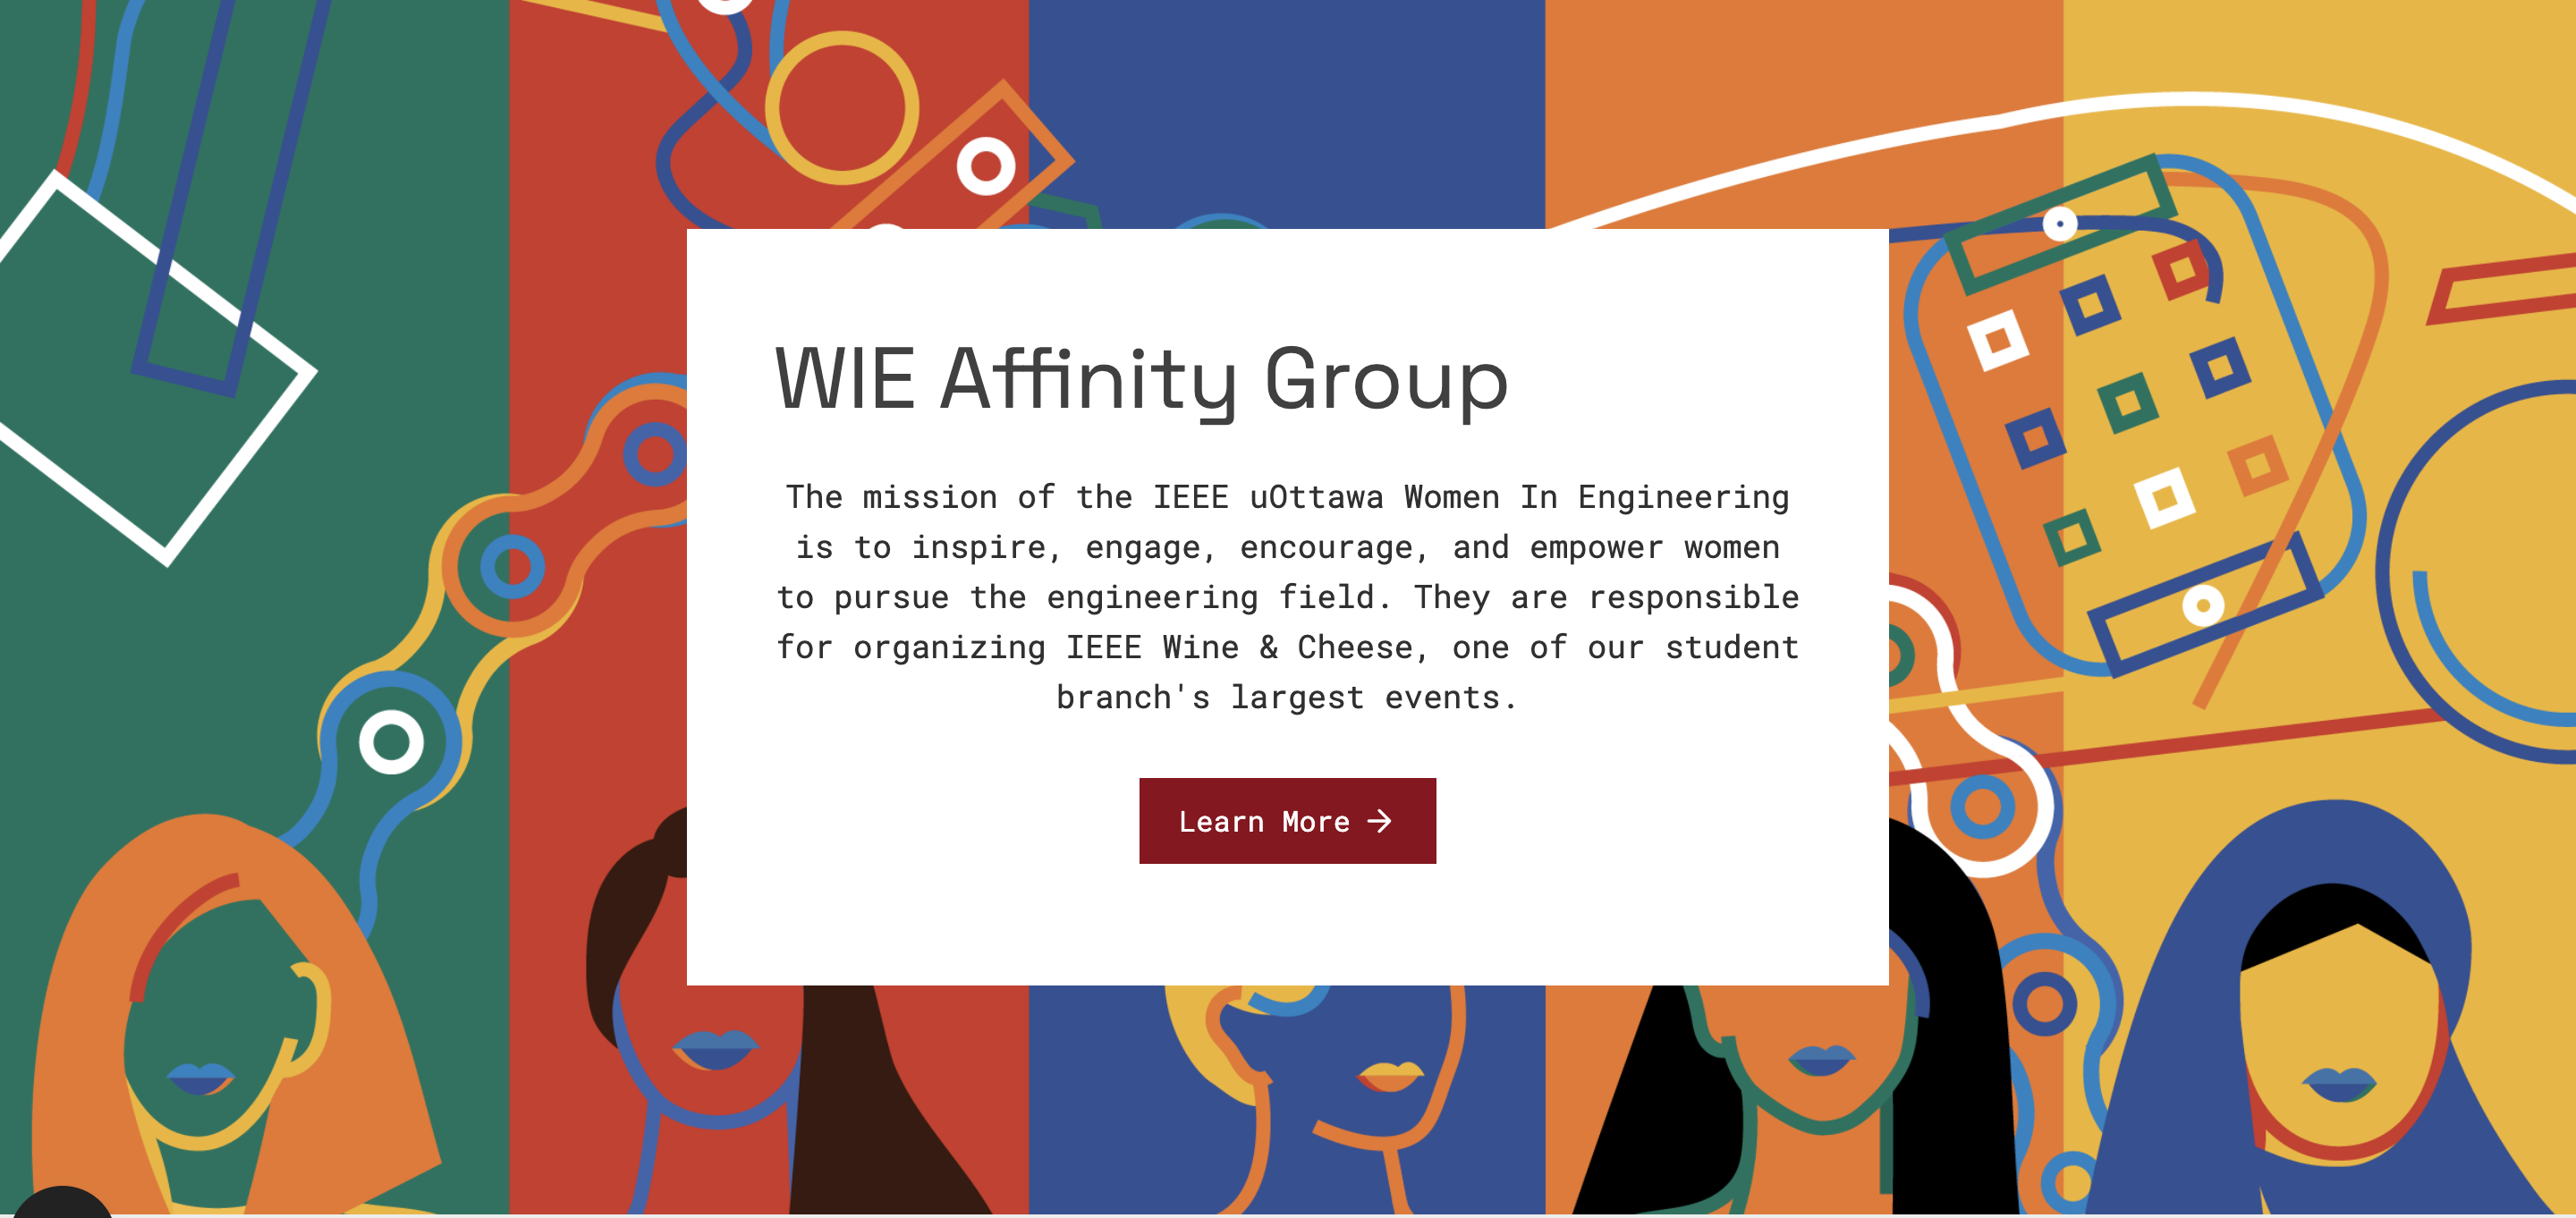 WIE Affinity Group
The mission of the IEEE uOttawa Women In Engineering
is to inspire, engage, encourage, and empower women
to pursue the engineering field. They are responsible
for organizing IEEE Wine & Cheese, one of our student
branch's largest events.
Learn More →